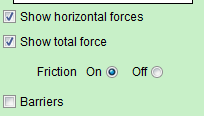 Show horizontal forces
Show total force
Friction On Off
Barriers